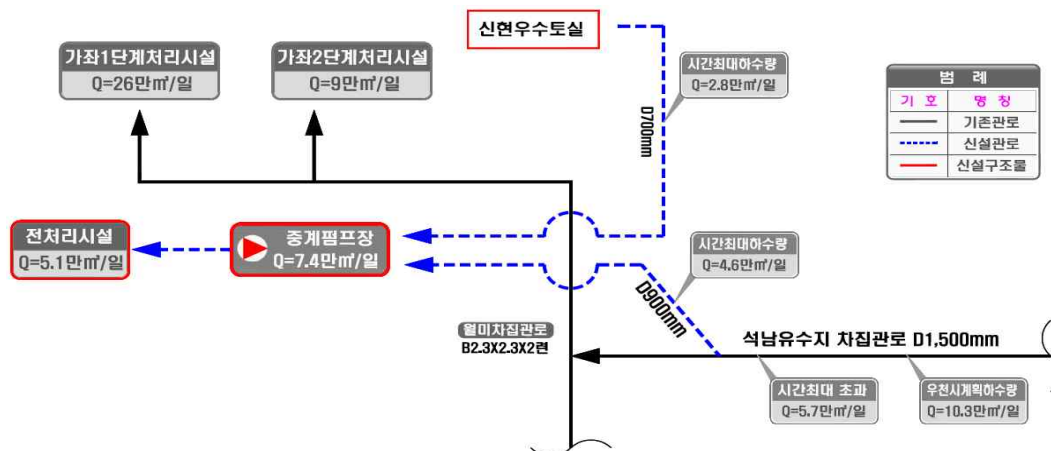 신현우수토실
가좌1단계처리시설
Q=26만㎥/일
가좌2단계처리시설
Q=9만㎥/일
시간최대하수량
Q=2.8만㎥/일
D700mm
범 례
기 호 명 칭
기존관로
신설관로
신설구조물
전처리시설
Q=5.1만㎥/일
중계펌프장
Q=7.4만㎥/일
시간최대하수량
Q=4.6만㎥/일
D900mm
월미차집관로
B2.3X2.3X2련
석남유수지 차집관로 D1,500mm
시간최대 초과
Q=5.7만㎥/일
우천시계획하수량
Q=10.3만㎥/일